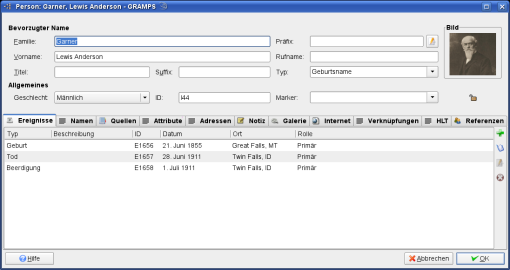 Person: Garner, Lewis Anderson - GRAMPS
Bevorzugter Name
Bild
Familie: Garner
Präfix:
Vorname: Lewis Anderson
Rufname:
Titel: Suffix: Typ: Geburtsname
Allgemeines
Geschlecht: Männlich ID: I44 Marker:
Ereignisse Namen Quellen Attribute Adressen Notiz Galerie Internet Verknüpfungen HLT Referenzen
Typ Beschreibung ID Datum Ort Rolle
Geburt E1656 21. Juni 1855 Great Falls, MT Primär
Tod E1657 28. Juni 1911 Twin Falls, ID Primär
Beerdigung E1658 1. Juli 1911 Twin Falls, ID Primär
Hilfe Abbrechen OK